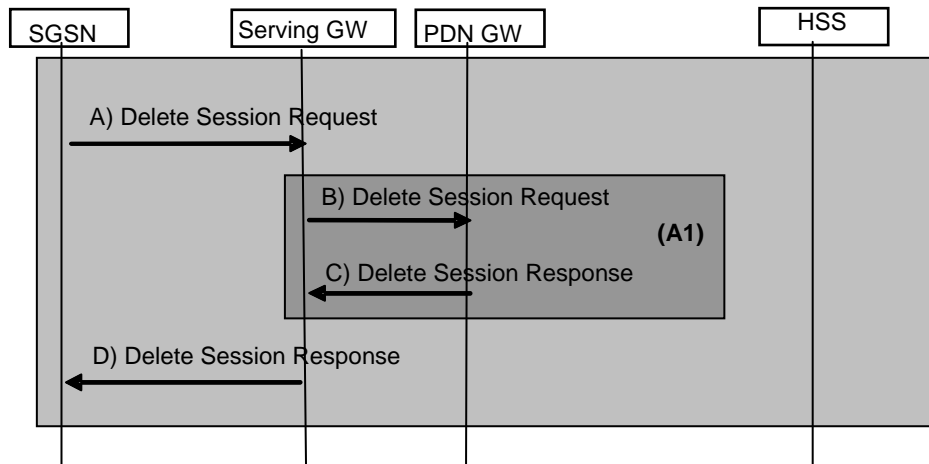 SGSN
Serving GW
PDN GW
HSS
A) Delete Session Request
B) Delete Session Request
(A1)
C) Delete Session Response
D) Delete Session Response